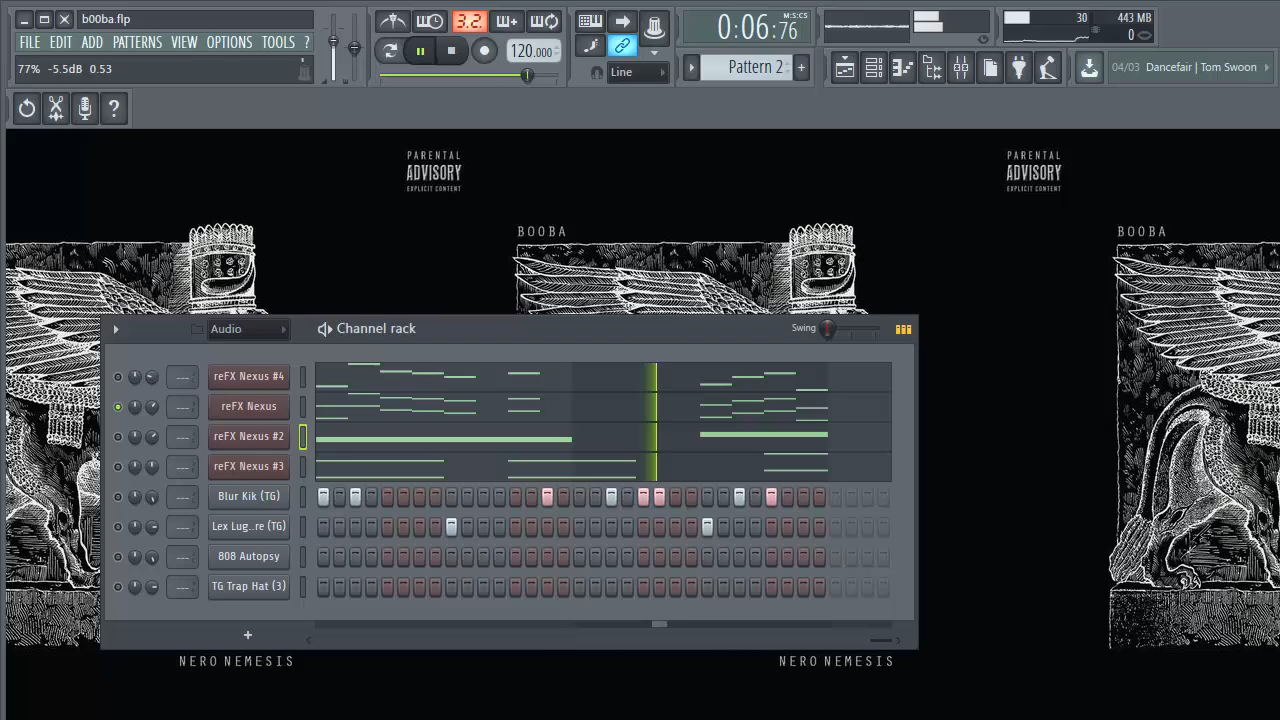 b00ba.flp
FILE EDIT ADD PATTERNS VIEW OPTIONS TOOLS ?
77% -5.5dB 0.53
3.2.
120.000
Line
0:06:76
M:S:CS
Pattern 2
30
443 MB
0
04/03 Dancefair | Tom Swoon
?
PARENTAL
ADVISORY
EXPLICIT CONTENT
PARENTAL
ADVISORY
EXPLICIT CONTENT
BOOBA
BOOBA
Audio
Channel rack
Swing
reFX Nexus #4
reFX Nexus
reFX Nexus #2
reFX Nexus #3
Blur Kik (TG)
Lex Lug..re (TG)
808 Autopsy
TG Trap Hat (3)
+
NERO NEMESIS
NERO NEMESIS